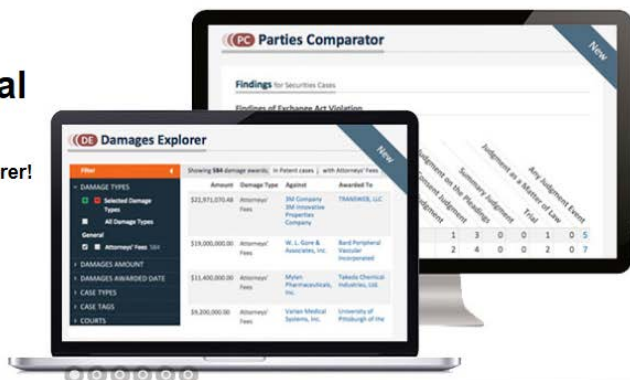 al
rer!
PC Parties Comparator
New
Findings for Securities Cases
Findings of Exchange Act Violation
Judgment
Consent Judgment
Judgment on the Pleadings
Summary Judgment
Trial
Judgment as a Matter of Law
Any Judgment Event
1 3 0 0 1 0 5
2 4 0 0 2 0 7
DE Damages Explorer
New
Filter
DAMAGE TYPES
Selected Damage Types
All Damage Types
General
Attorneys' Fees 584
DAMAGES AMOUNT
DAMAGES AWARDED DATE
CASE TYPES
CASE TAGS
COURTS
Showing 584 damage awards; in Patent cases | with Attorneys' Fees
Amount Damage Type Against Awarded To
$22,971,070.48 Attorneys' Fees 3M Company 3M Innovative Properties Company TRANSWEB, LLC
$19,000,000.00 Attorneys' Fees W. L. Gore & Associates, Inc. Bard Peripheral Vascular Incorporated
$11,400,000.00 Attorneys' Fees Mylan Pharmaceuticals, Inc. Takeda Chemical Industries, Ltd.
$9,200,000.00 Attorneys' Fees Varian Medical Systems, Inc. University of Pittsburgh of the